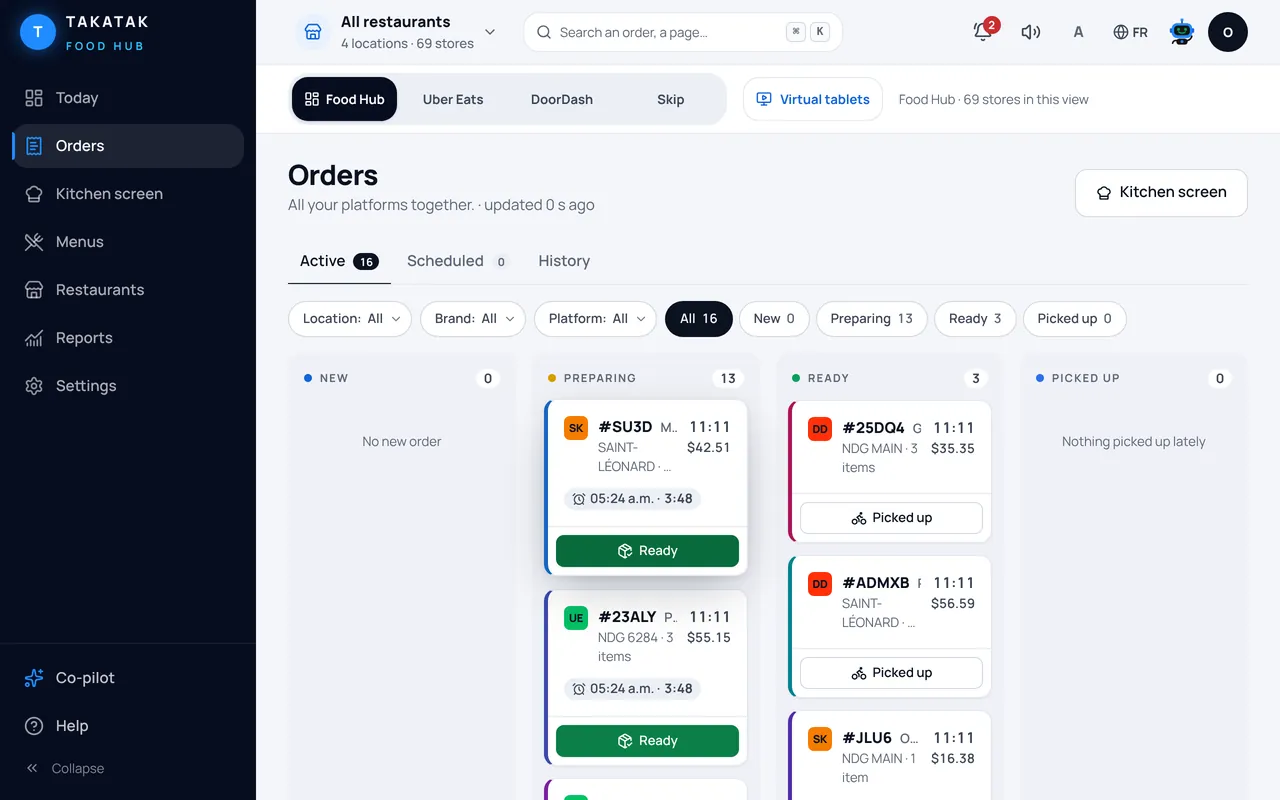 T
TAKATAK
FOOD HUB
Today
Orders
Kitchen screen
Menus
Restaurants
Reports
Settings
Co-pilot
Help
Collapse
All restaurants
4 locations · 69 stores
Search an order, a page...
⌘ K
2
A
FR
O
Food Hub
Uber Eats
DoorDash
Skip
Virtual tablets
Food Hub · 69 stores in this view
Orders
All your platforms together. · updated 0 s ago
Kitchen screen
Active 16
Scheduled 0
History
Location: All
Brand: All
Platform: All
All 16
New 0
Preparing 13
Ready 3
Picked up 0
NEW 0
No new order
PREPARING 13
SK #SU3D M.. 11:11
SAINT- $42.51
LÉONARD · ...
05:24 a.m. · 3:48
Ready
UE #23ALY P.. 11:11
NDG 6284 · 3 $55.15
items
05:24 a.m. · 3:48
Ready
READY 3
DD #25DQ4 G 11:11
NDG MAIN · 3 $35.35
items
Picked up
DD #ADMXB 11:11
SAINT- $56.59
LÉONARD · ...
Picked up
SK #JLU6 O... 11:11
NDG MAIN · 1 $16.38
item
PICKED UP 0
Nothing picked up lately